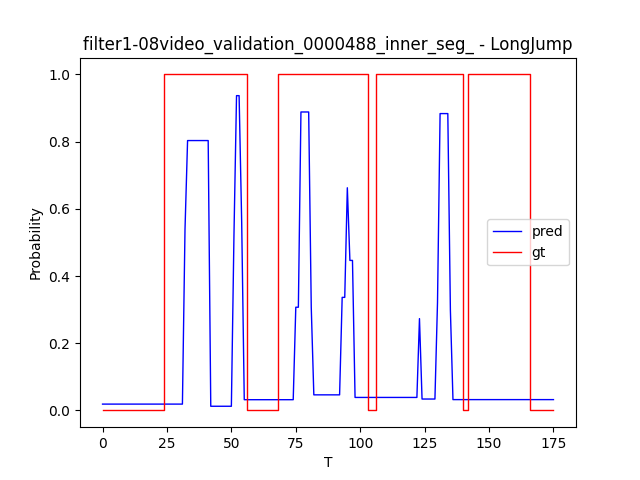 filter1-08video_validation_0000488_inner_seg_ - LongJump
1.0
0.8
0.6
0.4
0.2
0.0
Probability
pred
gt
0 25 50 75 100 125 150 175
T